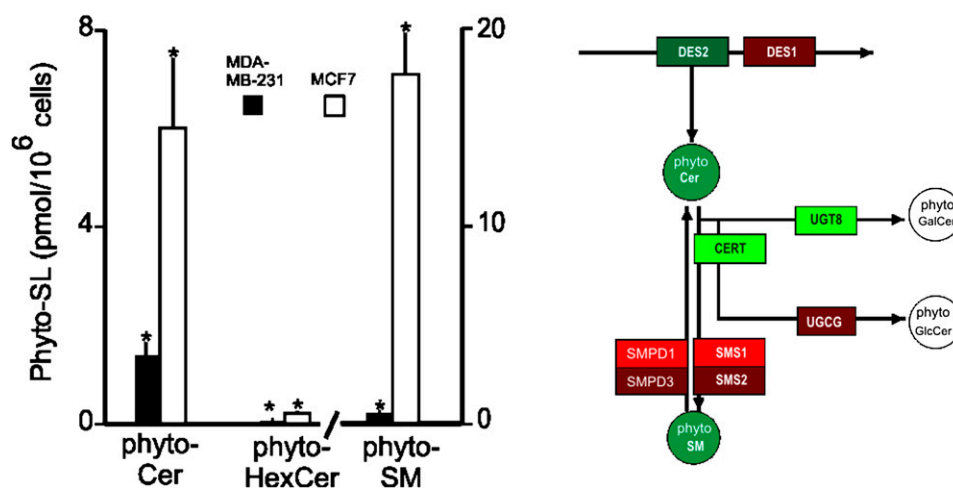 Phyto-SL (pmol/10^6 cells)
8
4
0
20
10
0
*
*
*
*
*
*
MDA-
MB-231
MCF7
phyto-
Cer
phyto-
HexCer
phyto-
SM
DES2
DES1
phyto
Cer
UGT8
phyto
GalCer
CERT
UGCG
phyto
GlcCer
SMPD1
SMS1
SMPD3
SMS2
phyto
SM